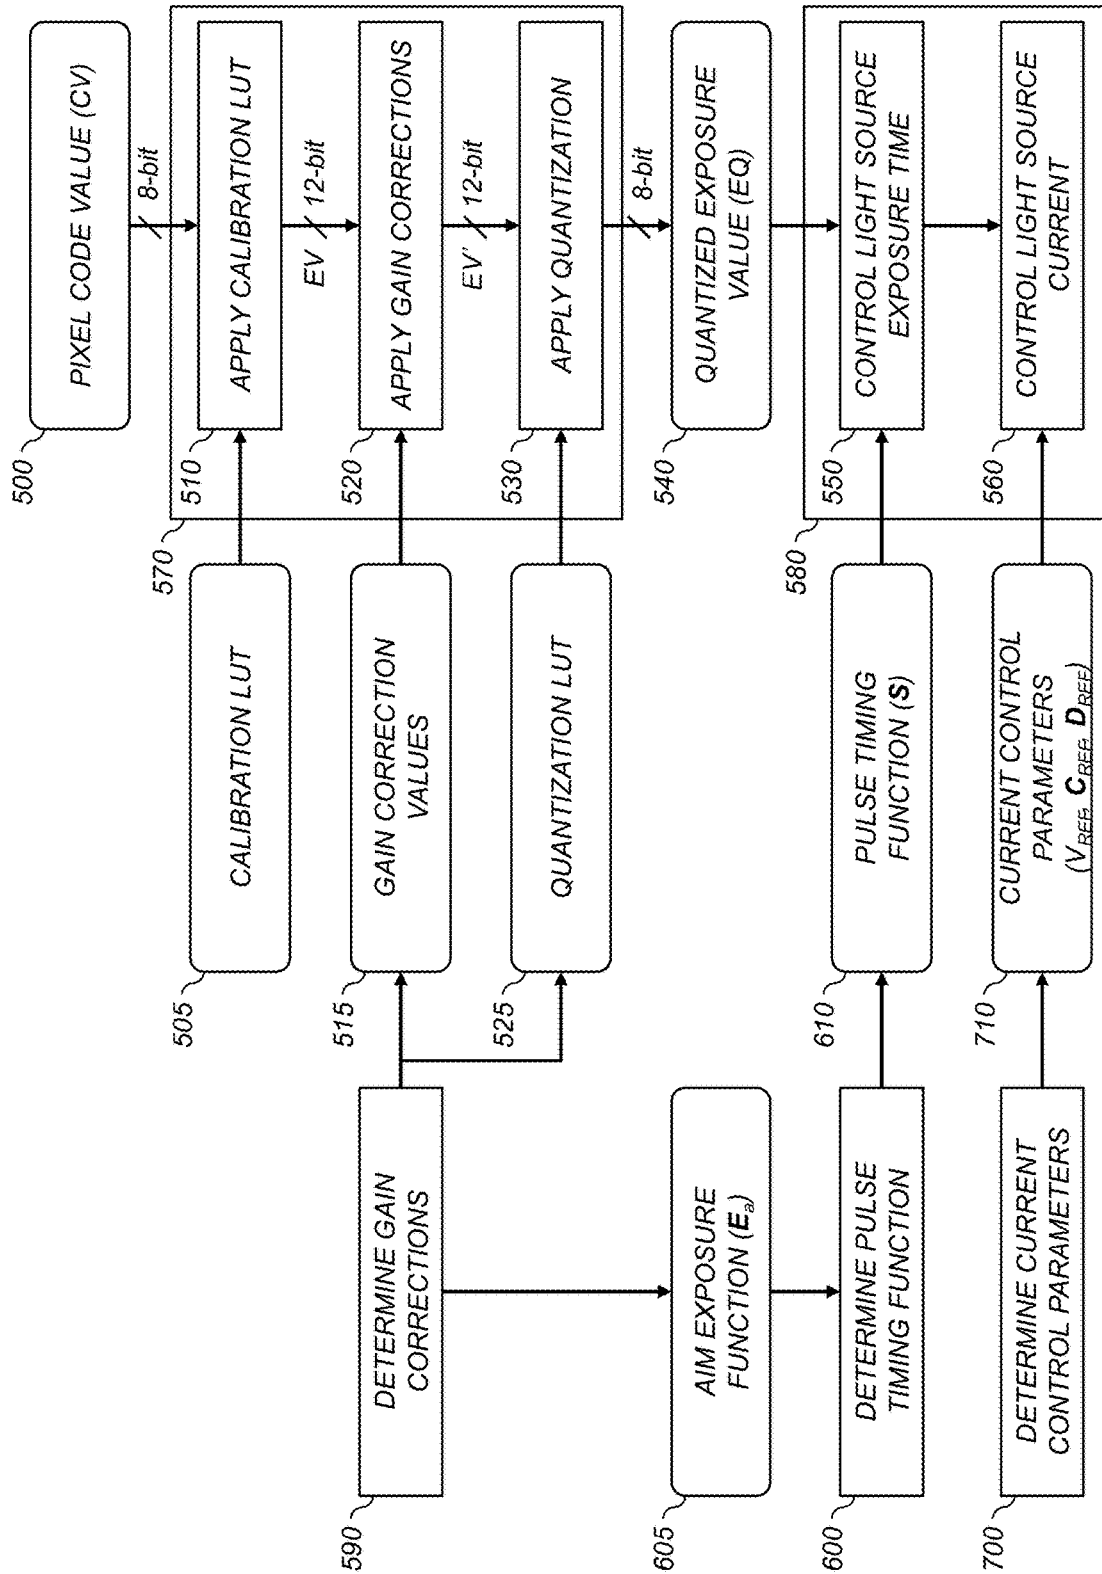 PIXEL CODE VALUE (CV)
500
8-bit
APPLY CALIBRATION LUT
510
570
CALIBRATION LUT
505
EV
12-bit
APPLY GAIN CORRECTIONS
520
GAIN CORRECTION
VALUES
515
DETERMINE GAIN
CORRECTIONS
590
EV'
12-bit
APPLY QUANTIZATION
530
QUANTIZATION LUT
525
8-bit
QUANTIZED EXPOSURE
VALUE (EQ)
540
AIM EXPOSURE
FUNCTION (Ea)
605
CONTROL LIGHT SOURCE
EXPOSURE TIME
550
580
PULSE TIMING
FUNCTION (S)
610
DETERMINE PULSE
TIMING FUNCTION
600
CONTROL LIGHT SOURCE
CURRENT
560
CURRENT CONTROL
PARAMETERS
(VREF, CREF, DREF)
710
DETERMINE CURRENT
CONTROL PARAMETERS
700